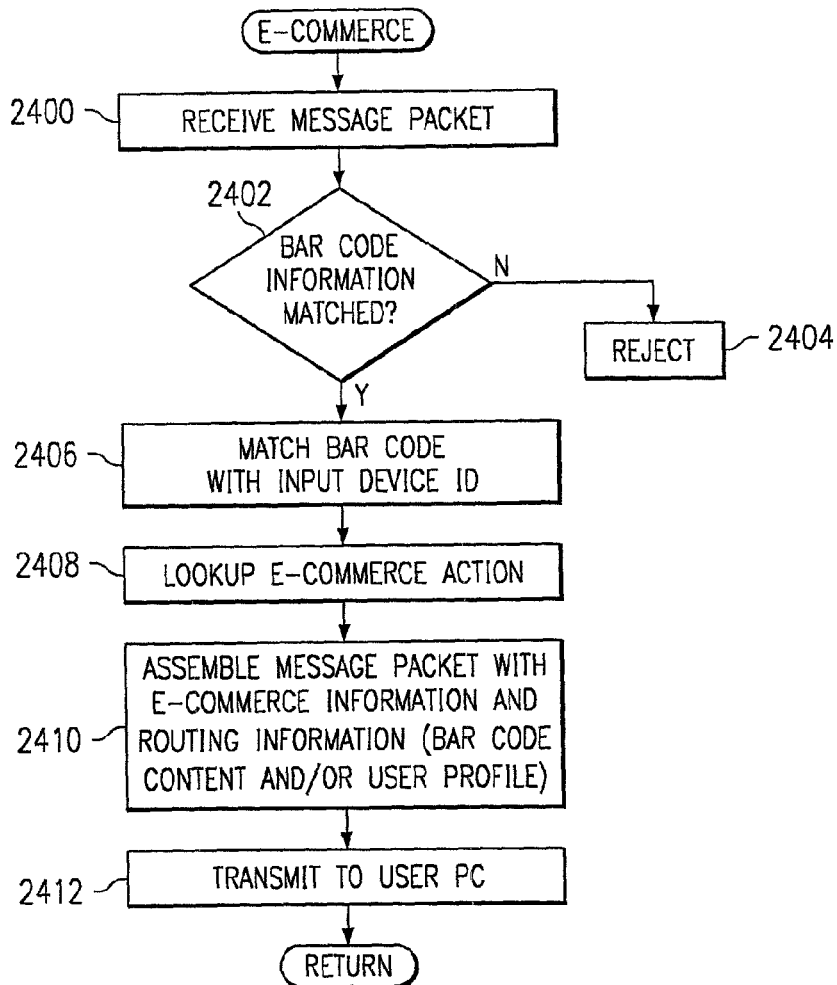 E-COMMERCE
2400
RECEIVE MESSAGE PACKET
2402
BAR CODE
INFORMATION
MATCHED?
N
REJECT
2404
Y
2406
MATCH BAR CODE
WITH INPUT DEVICE ID
2408
LOOKUP E-COMMERCE ACTION
2410
ASSEMBLE MESSAGE PACKET WITH
E-COMMERCE INFORMATION AND
ROUTING INFORMATION (BAR CODE
CONTENT AND/OR USER PROFILE)
2412
TRANSMIT TO USER PC
RETURN